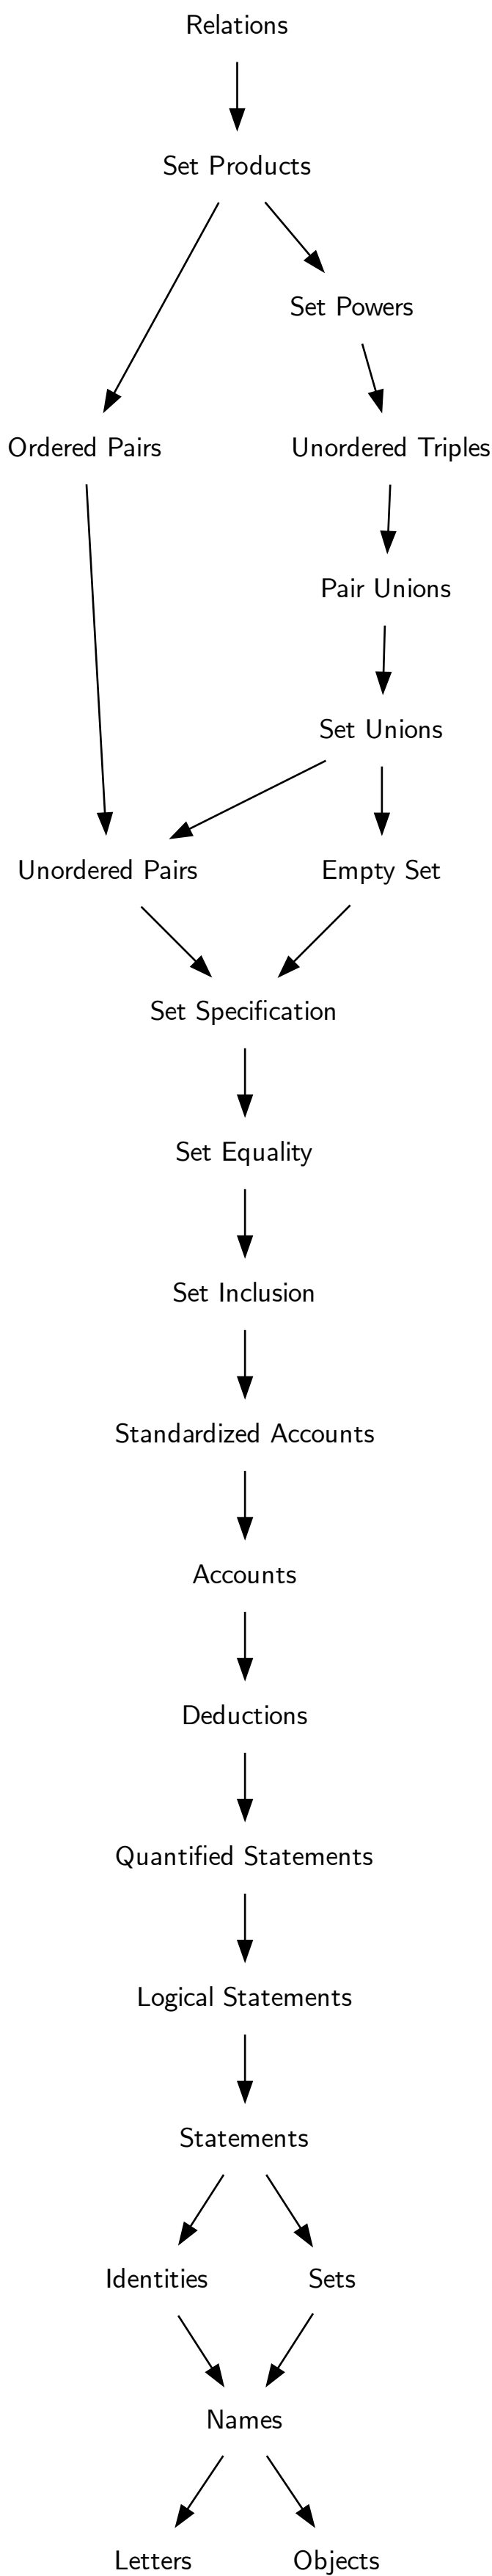 Relations
Set Products
Set Powers
Ordered Pairs
Unordered Triples
Pair Unions
Set Unions
Unordered Pairs
Empty Set
Set Specification
Set Equality
Set Inclusion
Standardized Accounts
Accounts
Deductions
Quantified Statements
Logical Statements
Statements
Identities
Sets
Names
Letters
Objects